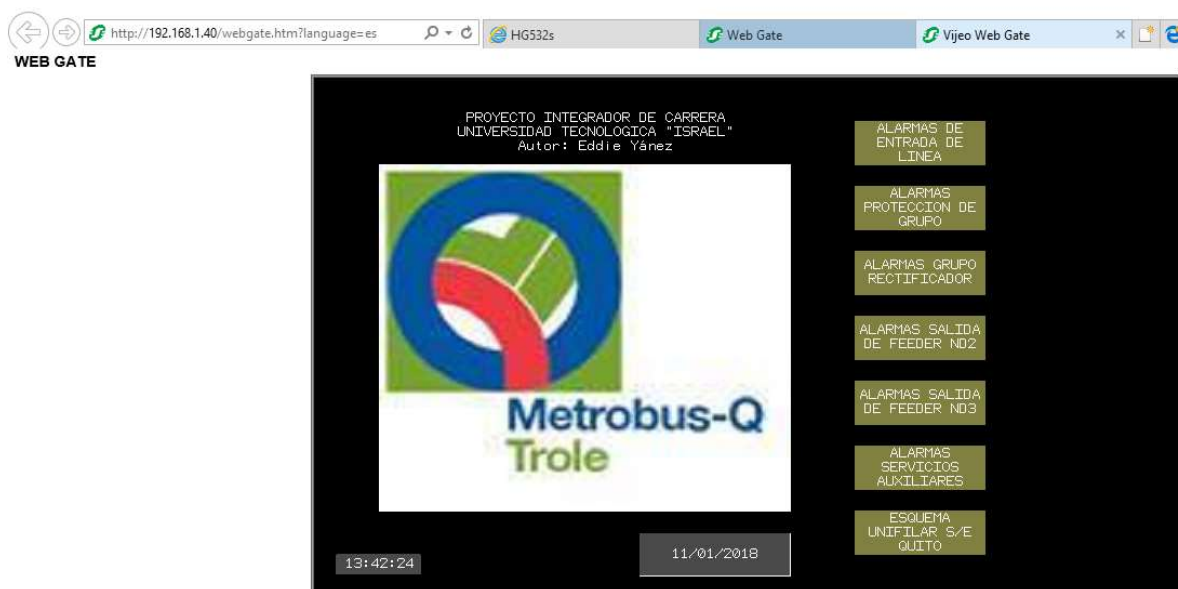 http://192.168.1.40/webgate.htm?language=es
HG532s
Web Gate
Vijeo Web Gate
WEB GATE
PROYECTO INTEGRADOR DE CARRERA
UNIVERSIDAD TECNOLOGICA "ISRAEL"
Autor: Eddie Yánez
Metrobus-Q
Trole
13:42:24
11/01/2018
ALARMAS DE
ENTRADA DE
LINEA
ALARMAS
PROTECCION DE
GRUPO
ALARMAS GRUPO
RECTIFICADOR
ALARMAS SALIDA
DE FEEDER ND2
ALARMAS SALIDA
DE FEEDER ND3
ALARMAS
SERVICIOS
AUXILIARES
ESQUEMA
UNIFILAR S/E
QUITO